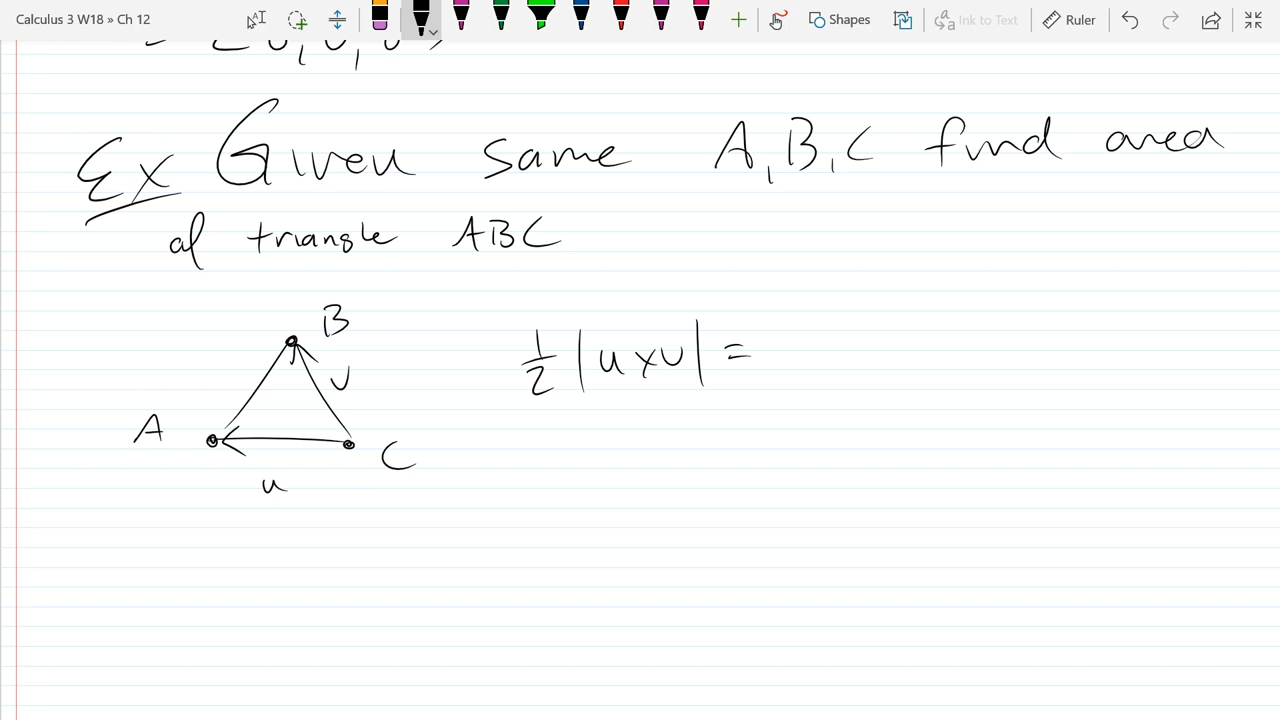 Calculus 3 W18 » Ch 12
Shapes
Ink to Text
Ruler
Ex Given same A, B, C find area
of triangle ABC
B
1/2 |u x v| =
v
A
C
u